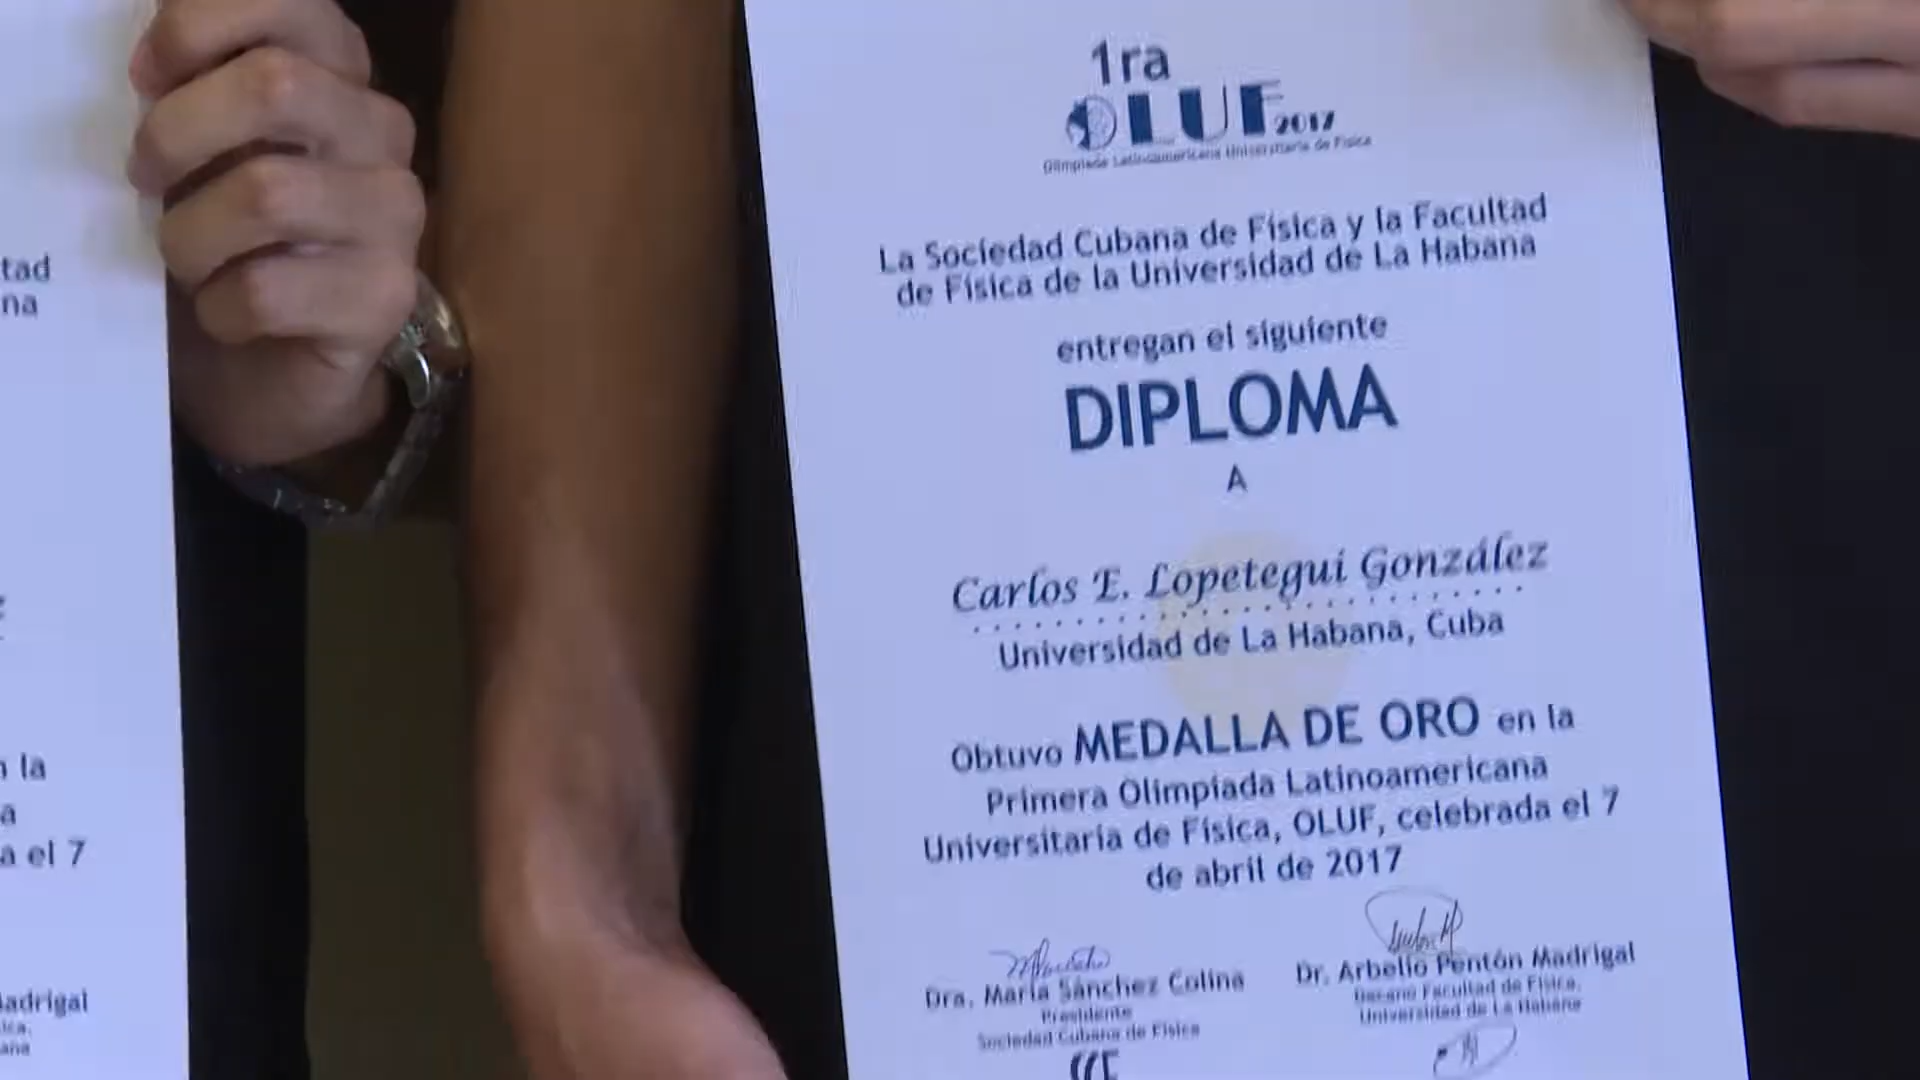 tad
na
n la
a
a el 7
adrigal
1ra
OLUF 2017
Olimpiada Latinoamericana Universitaria de Física
La Sociedad Cubana de Física y la Facultad
de Física de la Universidad de La Habana
entregan el siguiente
DIPLOMA
A
Carlos E. Lopetegui González
Universidad de La Habana, Cuba
Obtuvo MEDALLA DE ORO en la
Primera Olimpiada Latinoamericana
Universitaria de Física, OLUF, celebrada el 7
de abril de 2017
Dra. María Sánchez Colina
Presidente
Sociedad Cubana de Física
Dr. Arbelio Pentón Madrigal
Decano Facultad de Física,
Universidad de La Habana